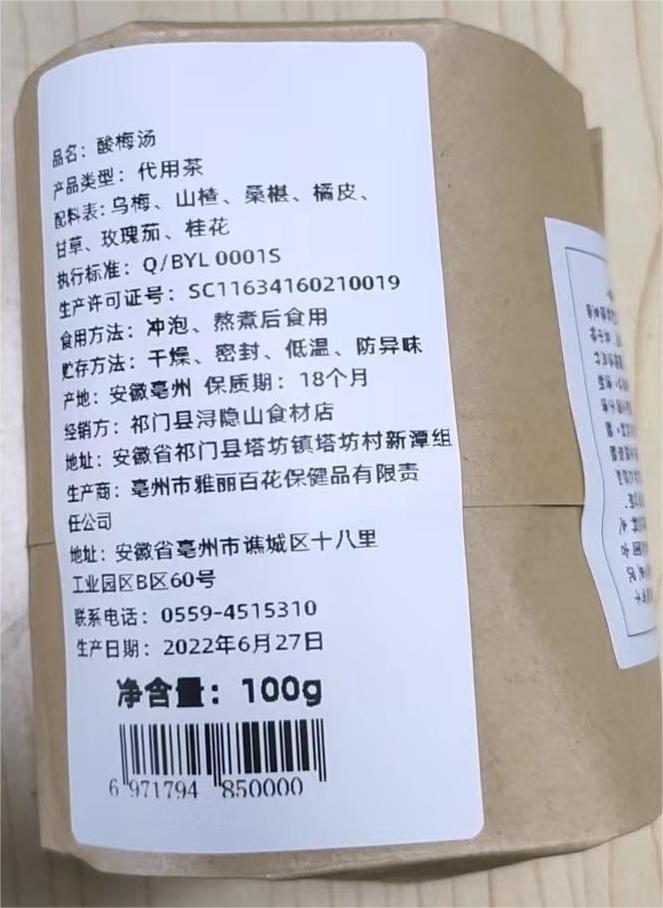 品名：酸梅汤
产品类型：代用茶
配料表：乌梅、山楂、桑椹、橘皮、
甘草、玫瑰茄、桂花
执行标准：Q/BYL 0001S
生产许可证号：SC11634160210019
食用方法：冲泡、熬煮后食用
贮存方法：干燥、密封、低温、防异味
产地：安徽亳州 保质期：18个月
经销方：祁门县浔隐山食材店
地址：安徽省祁门县塔坊镇塔坊村新潭组
生产商：亳州市雅丽百花保健品有限责
任公司
地址：安徽省亳州市谯城区十八里
工业园区B区60号
联系电话：0559-4515310
生产日期：2022年6月27日
净含量：100g
6 971794 850000